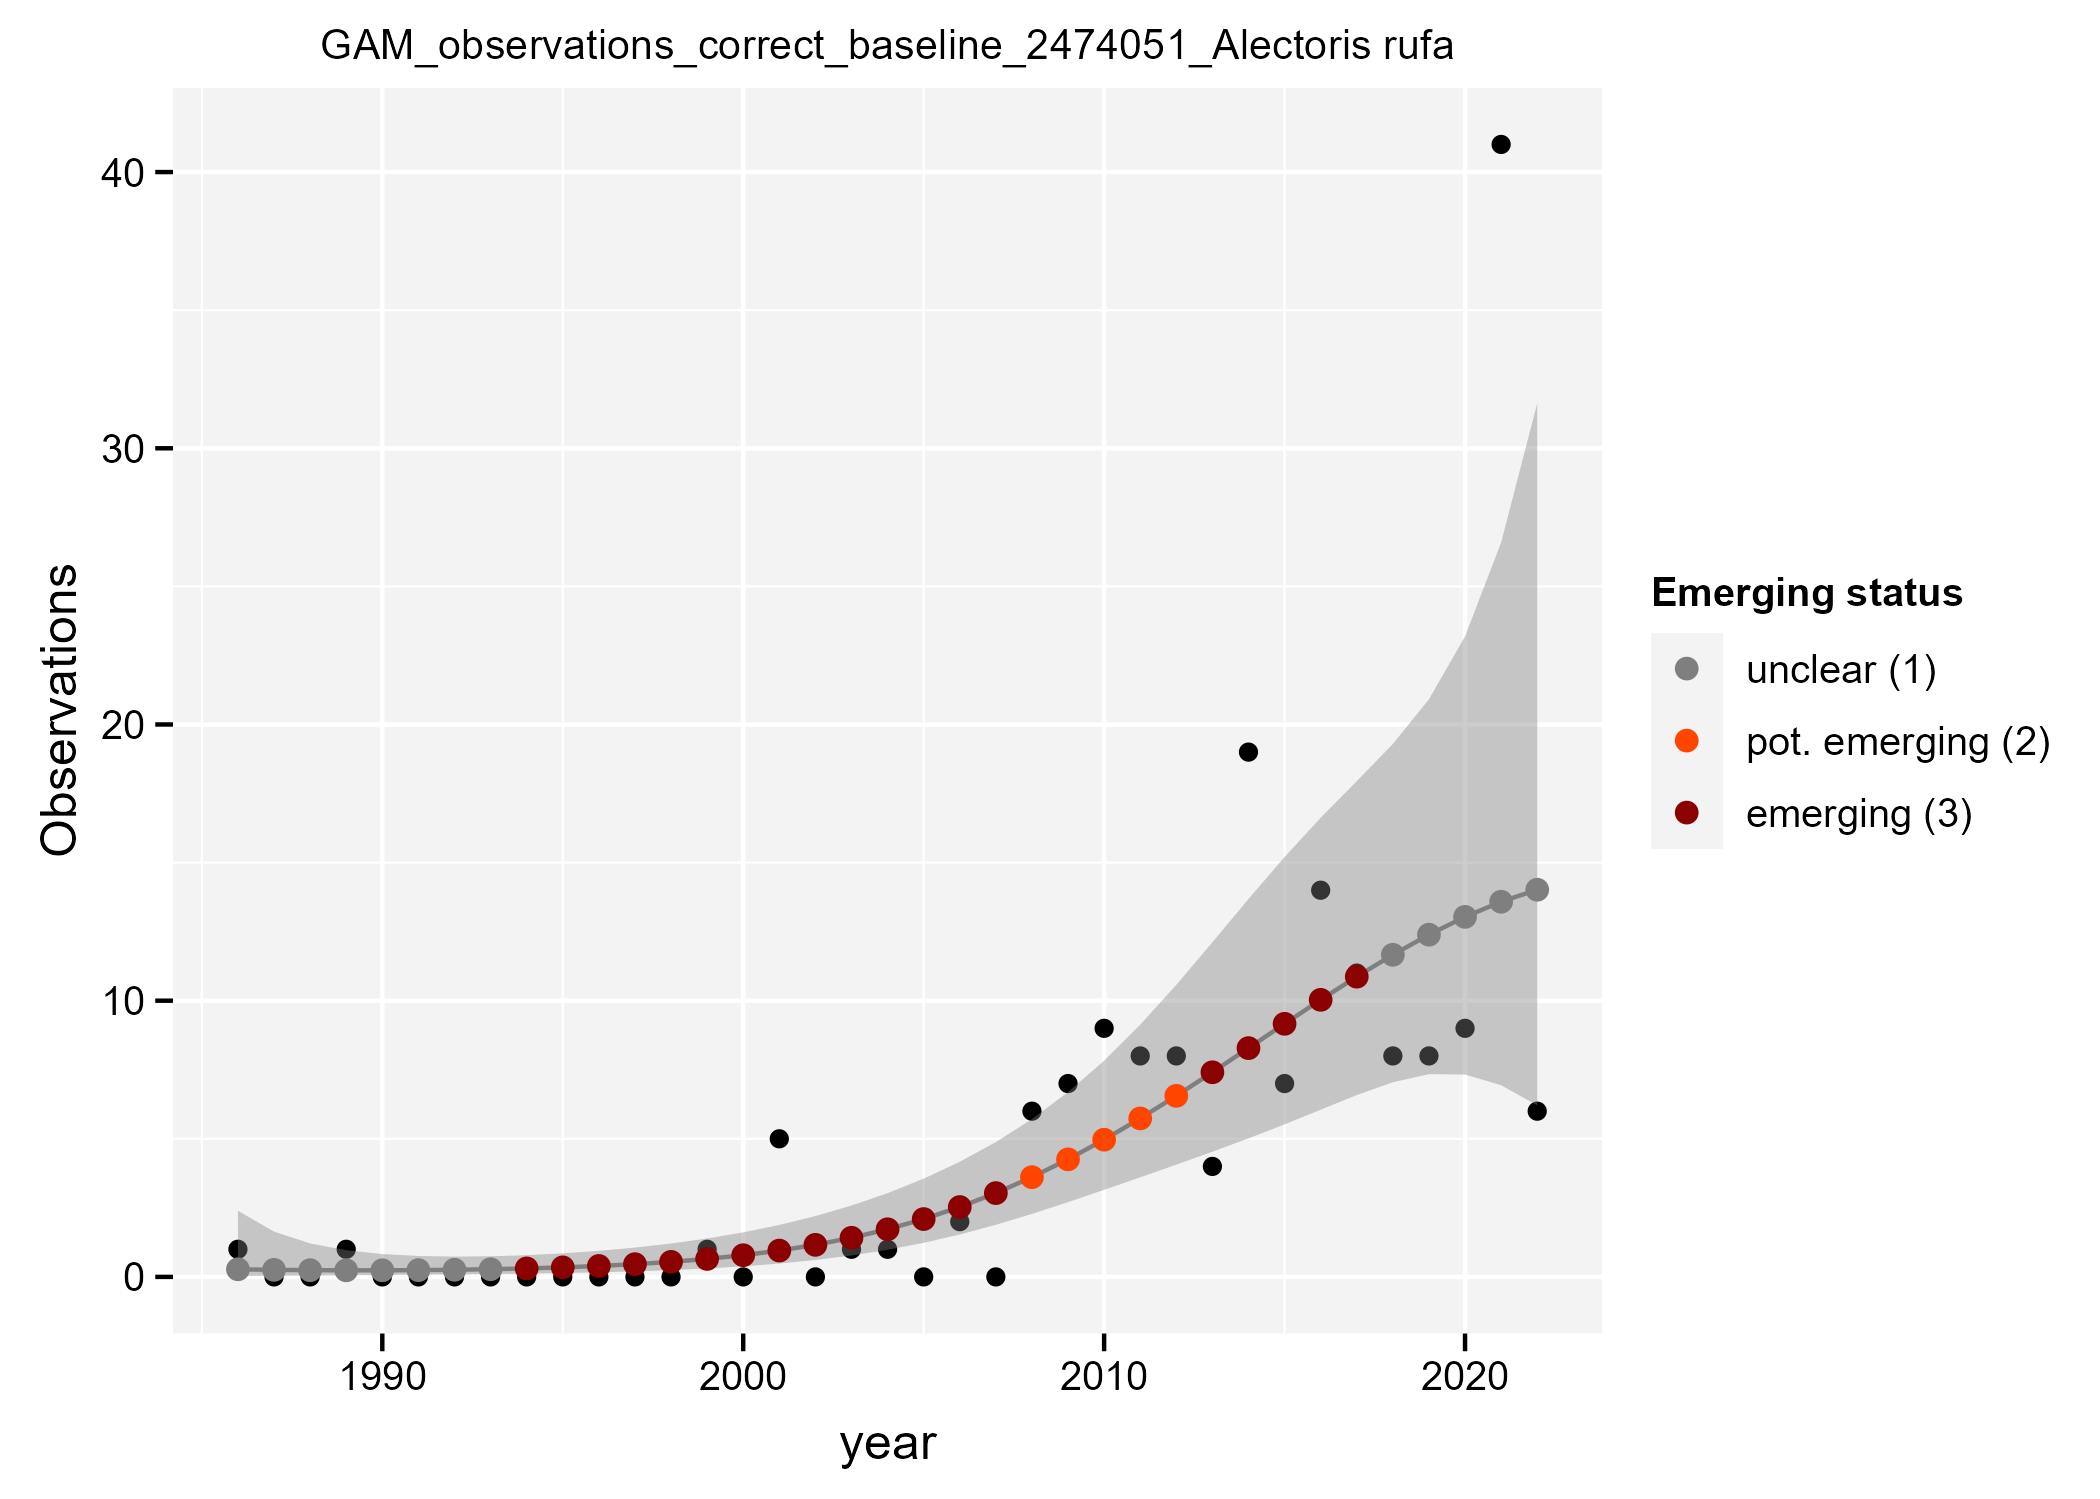 GAM_observations_correct_baseline_2474051_Alectoris rufa
Observations
40
30
20
10
0
1990 2000 2010 2020
year
Emerging status
unclear (1)
pot. emerging (2)
emerging (3)